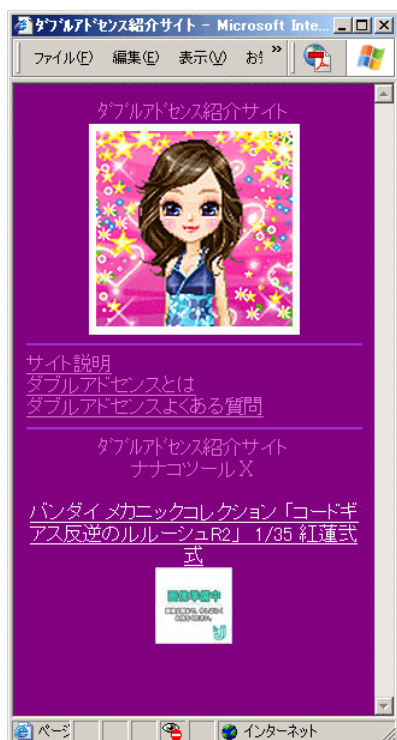 ﾀﾞﾌﾞﾙｱﾄﾞｾﾝｽ紹介サイト - Microsoft Inte...
ファイル(F) 編集(E) 表示(V) お気 »
ﾀﾞﾌﾞﾙｱﾄﾞｾﾝｽ紹介サイト
サイト説明
ダブルアドセンスとは
ダブルアドセンスよくある質問
ﾀﾞﾌﾞﾙｱﾄﾞｾﾝｽ紹介サイト
ナナコツールX
バンダイ メカニックコレクション「コードギ
アス反逆のルルーシュR2」 1/35 紅蓮弐
式
画像準備中
ページ
インターネット